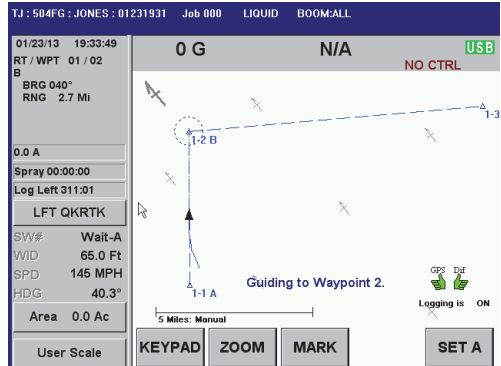 TJ : 504FG : JONES : 01231931 Job 000 LIQUID BOOM:ALL
01/23/13 19:33:49
RT / WPT 01 / 02
B
BRG 040°
RNG 2.7 Mi
0.0 A
Spray 00:00:00
Log Left 311:01
LFT QKRTK
SW# Wait-A
WID 65.0 Ft
SPD 145 MPH
HDG 40.3°
Area 0.0 Ac
User Scale
0 G N/A USB
NO CTRL
1-3
1-2 B
1-1 A
Guiding to Waypoint 2.
GPS Dif
Logging is ON
5 Miles: Manual
KEYPAD ZOOM MARK SET A